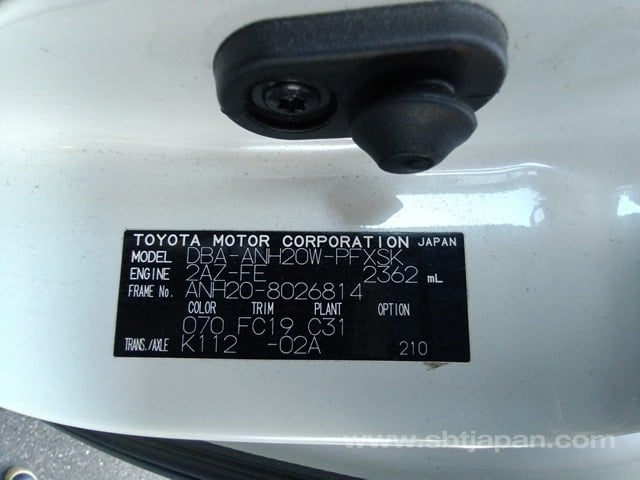 TOYOTA MOTOR CORPORATION JAPAN
MODEL DBA-ANH20W-PFXSK
ENGINE 2AZ-FE 2362 mL
FRAME No. ANH20-8026814
COLOR TRIM PLANT OPTION
070 FC19 C31
TRANS./AXLE K112 -02A 210
www.sbtjapan.com